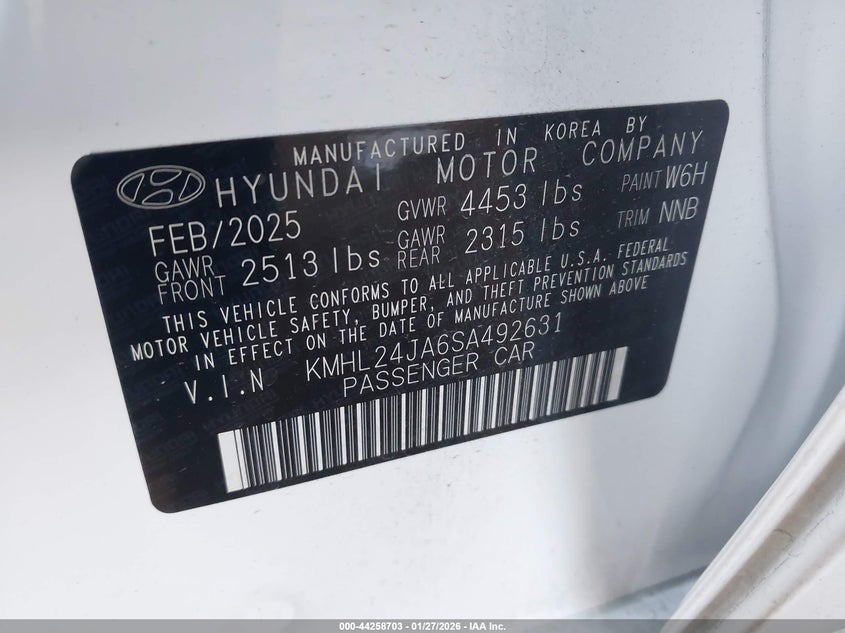 MANUFACTURED IN KOREA BY
HYUNDAI MOTOR COMPANY
FEB/2025 GVWR 4453 lbs PAINT W6H
GAWR FRONT 2513 lbs GAWR REAR 2315 lbs TRIM NNB
THIS VEHICLE CONFORMS TO ALL APPLICABLE U.S.A. FEDERAL
MOTOR VEHICLE SAFETY, BUMPER, AND THEFT PREVENTION STANDARDS
IN EFFECT ON THE DATE OF MANUFACTURE SHOWN ABOVE
V.I.N KMHL24JA6SA492631
PASSENGER CAR
000-44258703 — 01/27/2026 — IAA Inc.